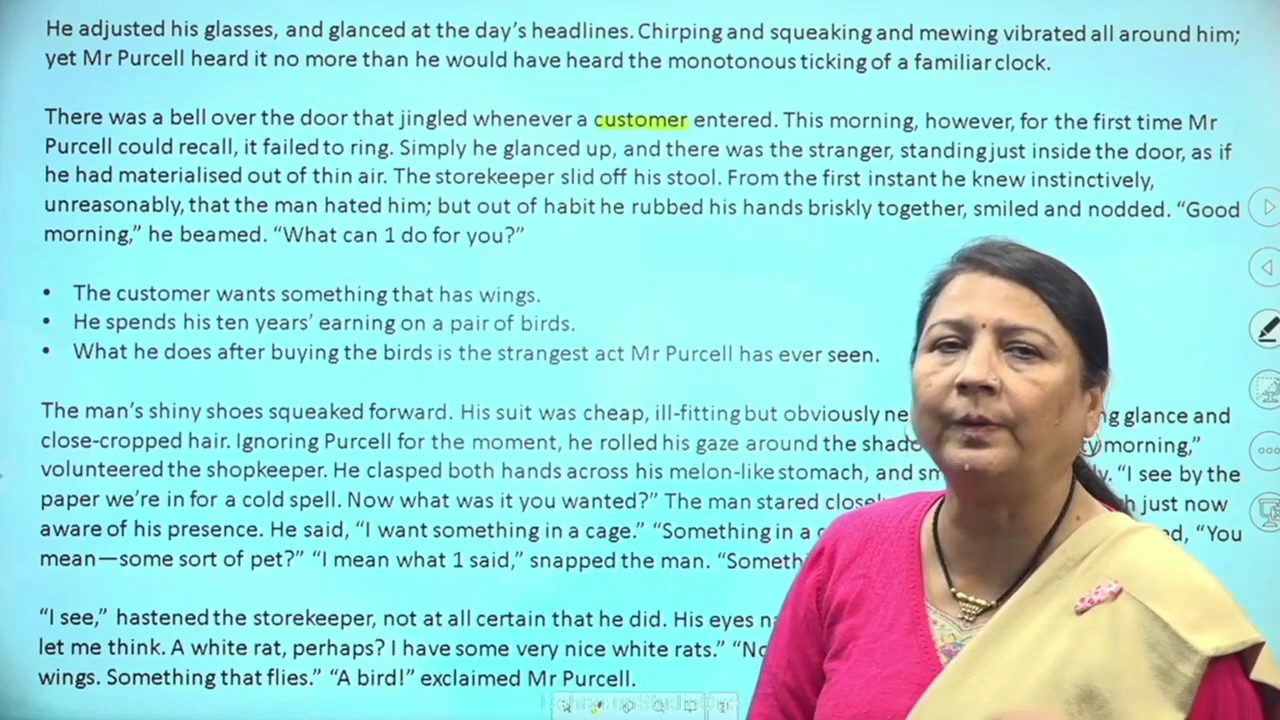 He adjusted his glasses, and glanced at the day’s headlines. Chirping and squeaking and mewing vibrated all around him;
yet Mr Purcell heard it no more than he would have heard the monotonous ticking of a familiar clock.
There was a bell over the door that jingled whenever a customer entered. This morning, however, for the first time Mr
Purcell could recall, it failed to ring. Simply he glanced up, and there was the stranger, standing just inside the door, as if
he had materialised out of thin air. The storekeeper slid off his stool. From the first instant he knew instinctively,
unreasonably, that the man hated him; but out of habit he rubbed his hands briskly together, smiled and nodded. “Good
morning,” he beamed. “What can 1 do for you?”
• The customer wants something that has wings.
• He spends his ten years’ earning on a pair of birds.
• What he does after buying the birds is the strangest act Mr Purcell has ever seen.
The man’s shiny shoes squeaked forward. His suit was cheap, ill-fitting but obviously glance and
close-cropped hair. Ignoring Purcell for the moment, he rolled his gaze around the morning,”
volunteered the shopkeeper. He clasped both hands across his melon-like stomach, and “I see by the
paper we’re in for a cold spell. Now what was it you wanted?” The man stared just now
aware of his presence. He said, “I want something in a cage.” “Something in a “You
mean—some sort of pet?” “I mean what 1 said,” snapped the man.
“I see,” hastened the storekeeper, not at all certain that he did. His eyes
let me think. A white rat, perhaps? I have some very nice white rats.”
wings. Something that flies.” “A bird!” exclaimed Mr Purcell.